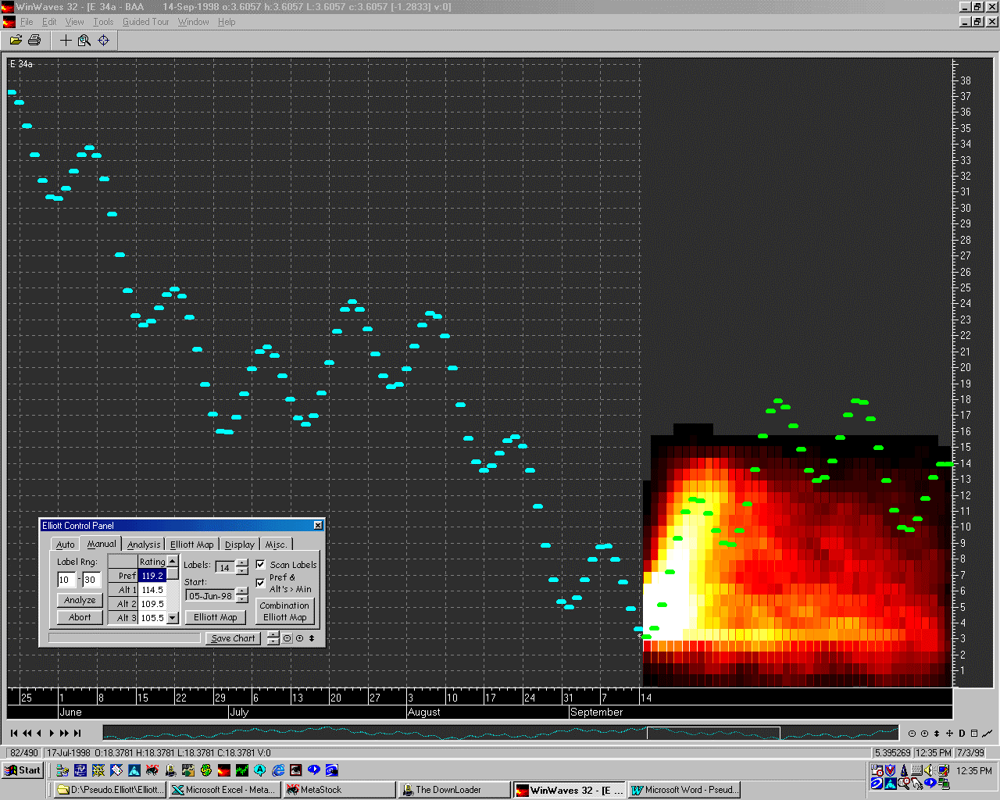 WinWaves 32 - [E 34a - BAA 14-Sep-1998 o:3.6057 h:3.6057 L:3.6057 c:3.6057 [-1.2833] v:0]
File Edit View Tools Guided Tour Window Help
E 34a
38
37
36
35
34
33
32
31
30
29
28
27
26
25
24
23
22
21
20
19
18
17
16
15
14
13
12
11
10
9
8
7
6
5
4
3
2
1
Elliott Control Panel
Auto Manual Analysis Elliott Map Display Misc.
Label Rng:
10 - 30
Analyze
Abort
Rating
Pref 119.2
Alt 1 114.5
Alt 2 109.5
Alt 3 105.5
Labels: 14
Start:
05-Jun-98
Elliott Map
Scan Labels
Pref &
Alt's > Min
Combination
Elliott Map
Save Chart
25 1 8 15 22 29 6 13 20 27 3 10 17 24 31 7 14
June July August September
D
82/490 17-Jul-1998 O:18.3781 H:18.3781 L:18.3781 C:18.3781 V:0 5.395269 12:35 PM 7/3/99
Start 12:35 PM
D:\Pseudo.Elliott\Elliott... Microsoft Excel - Meta... MetaStock The DownLoader WinWaves 32 - [E ... Microsoft Word - Pseud...